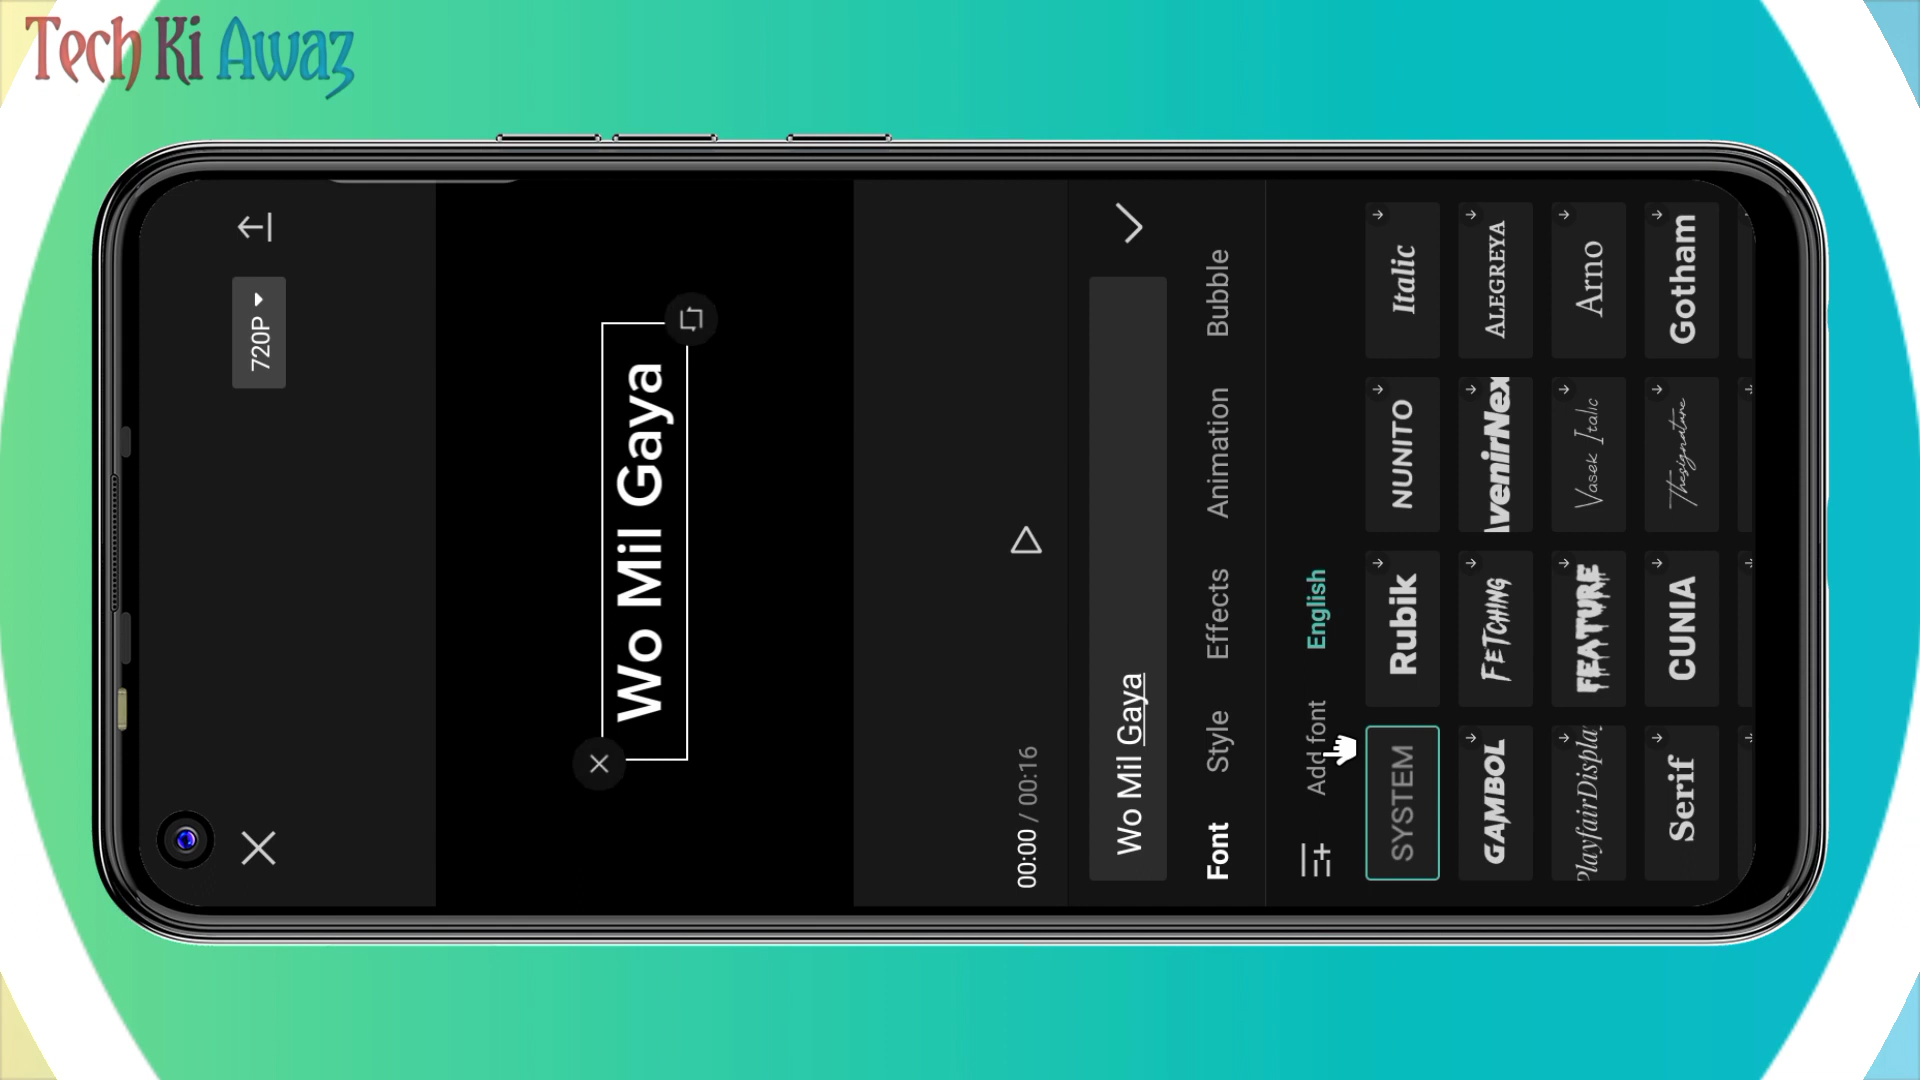 Tech Ki Awaz
720P
Wo Mil Gaya
00:00 / 00:16
Wo Mil Gaya
Font Style Effects Animation Bubble
Add font English
SYSTEM Rubik NUNITO Italic
GAMBOL FETCHING AvenirNex ALEGREYA
PlayfairDisplay FEATURE Vasek Italic Arno
Serif CUNIA Thesignature Gotham